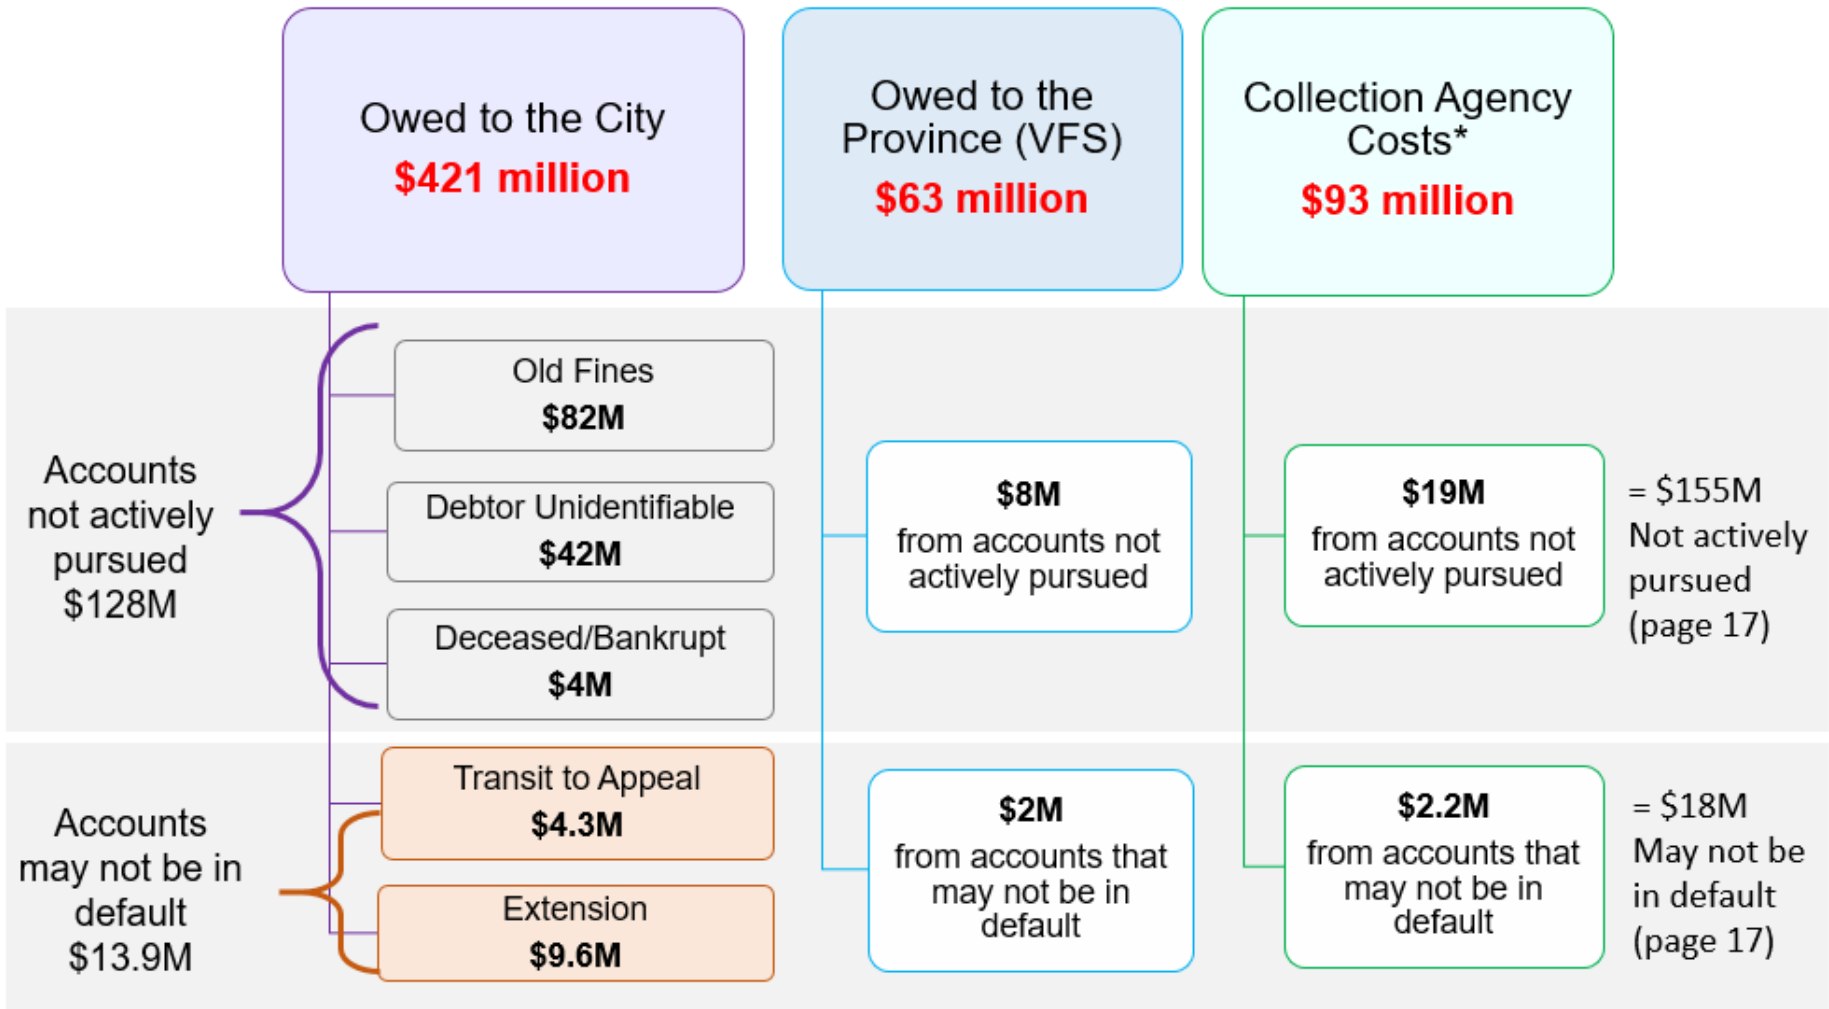 Owed to the City
$421 million
Owed to the
Province (VFS)
$63 million
Collection Agency
Costs*
$93 million
Accounts
not actively
pursued
$128M
Old Fines
$82M
Debtor Unidentifiable
$42M
Deceased/Bankrupt
$4M
$8M
from accounts not
actively pursued
$19M
from accounts not
actively pursued
= $155M
Not actively
pursued
(page 17)
Accounts
may not be in
default
$13.9M
Transit to Appeal
$4.3M
Extension
$9.6M
$2M
from accounts that
may not be in
default
$2.2M
from accounts that
may not be in
default
= $18M
May not be
in default
(page 17)